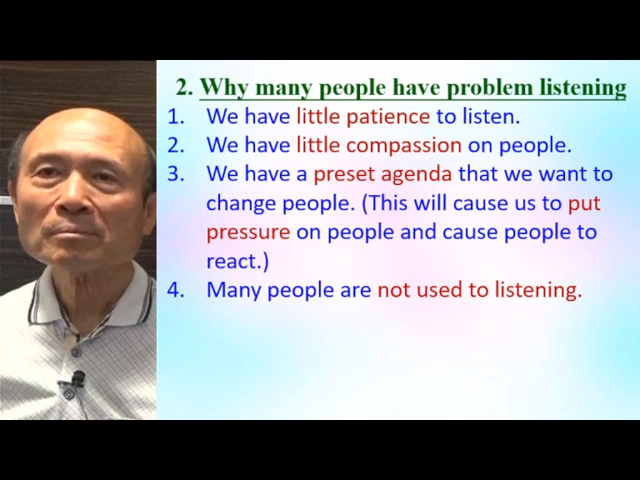 2. Why many people have problem listening
1. We have little patience to listen.
2. We have little compassion on people.
3. We have a preset agenda that we want to
change people. (This will cause us to put
pressure on people and cause people to
react.)
4. Many people are not used to listening.